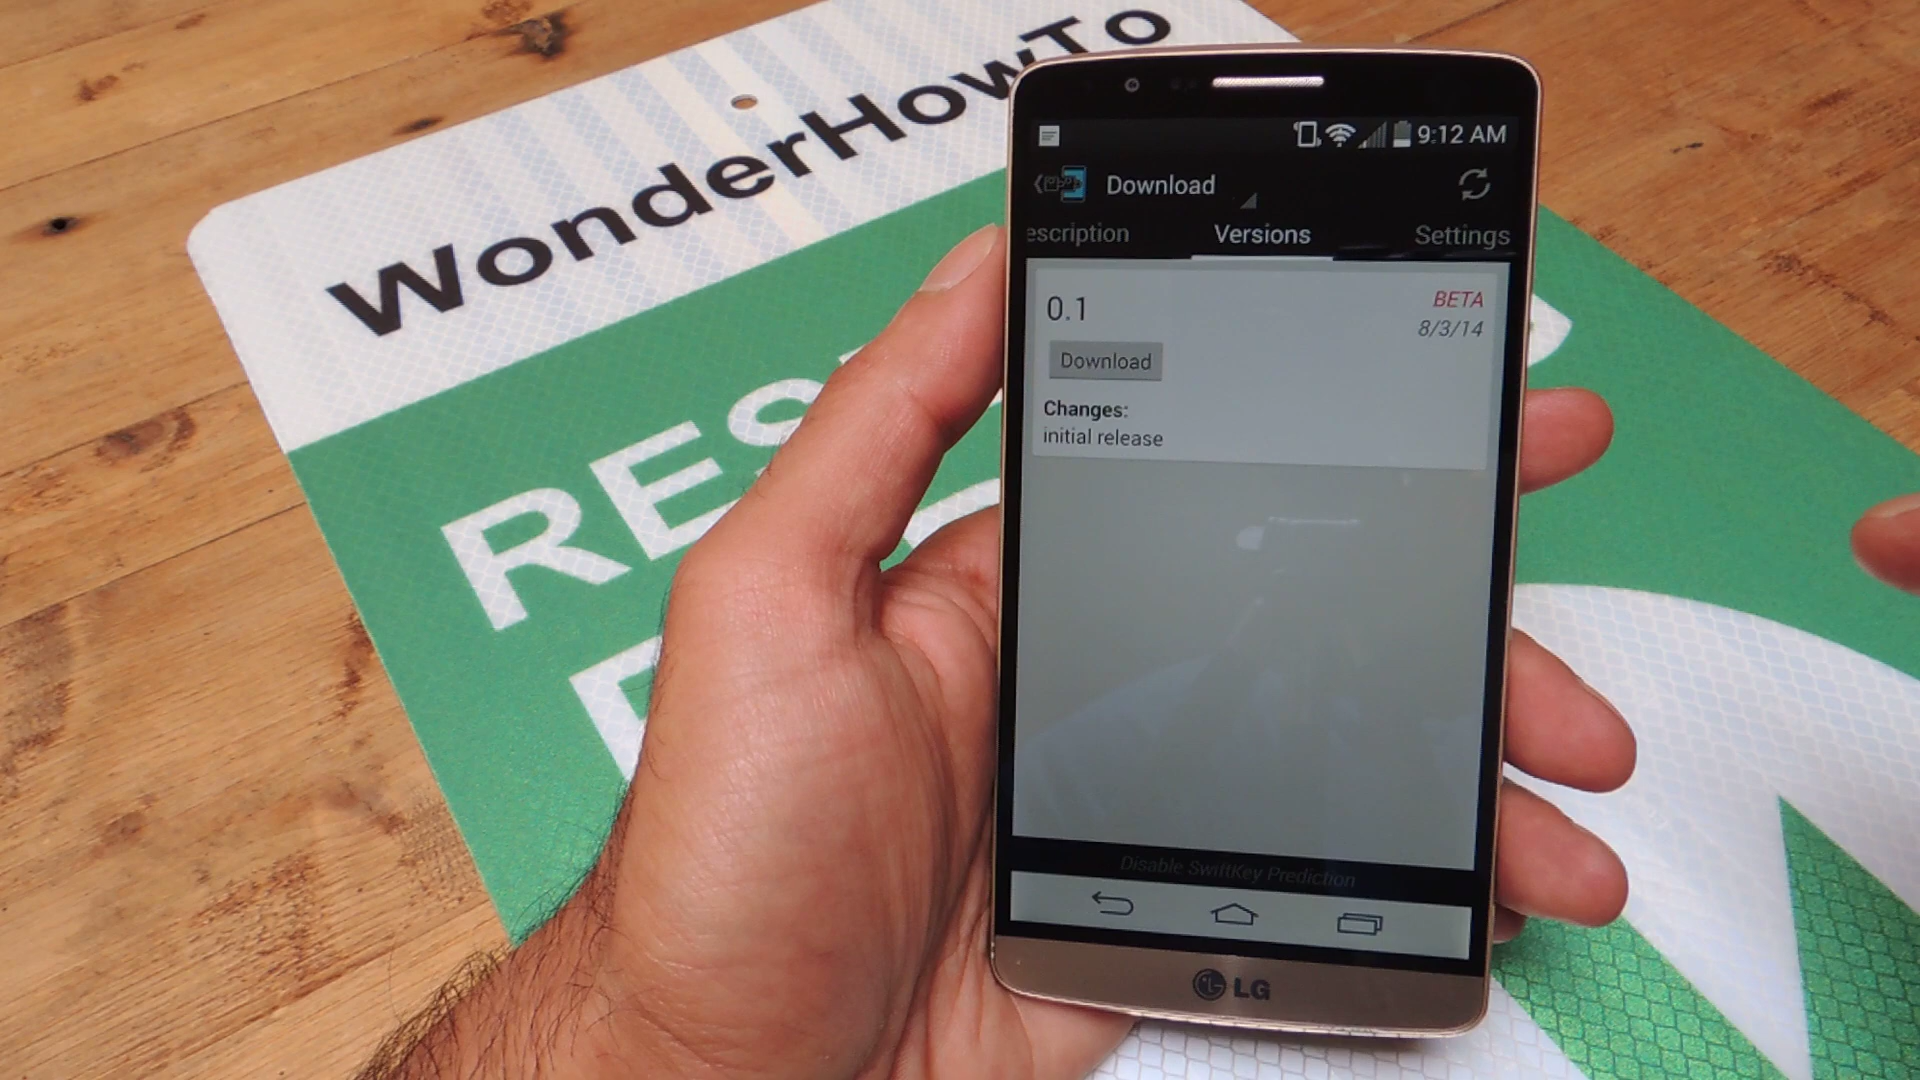 WonderHowTo
RES
9:12 AM
Download
escription Versions Settings
0.1
BETA
8/3/14
Download
Changes:
initial release
Disable SwiftKey Prediction
LG